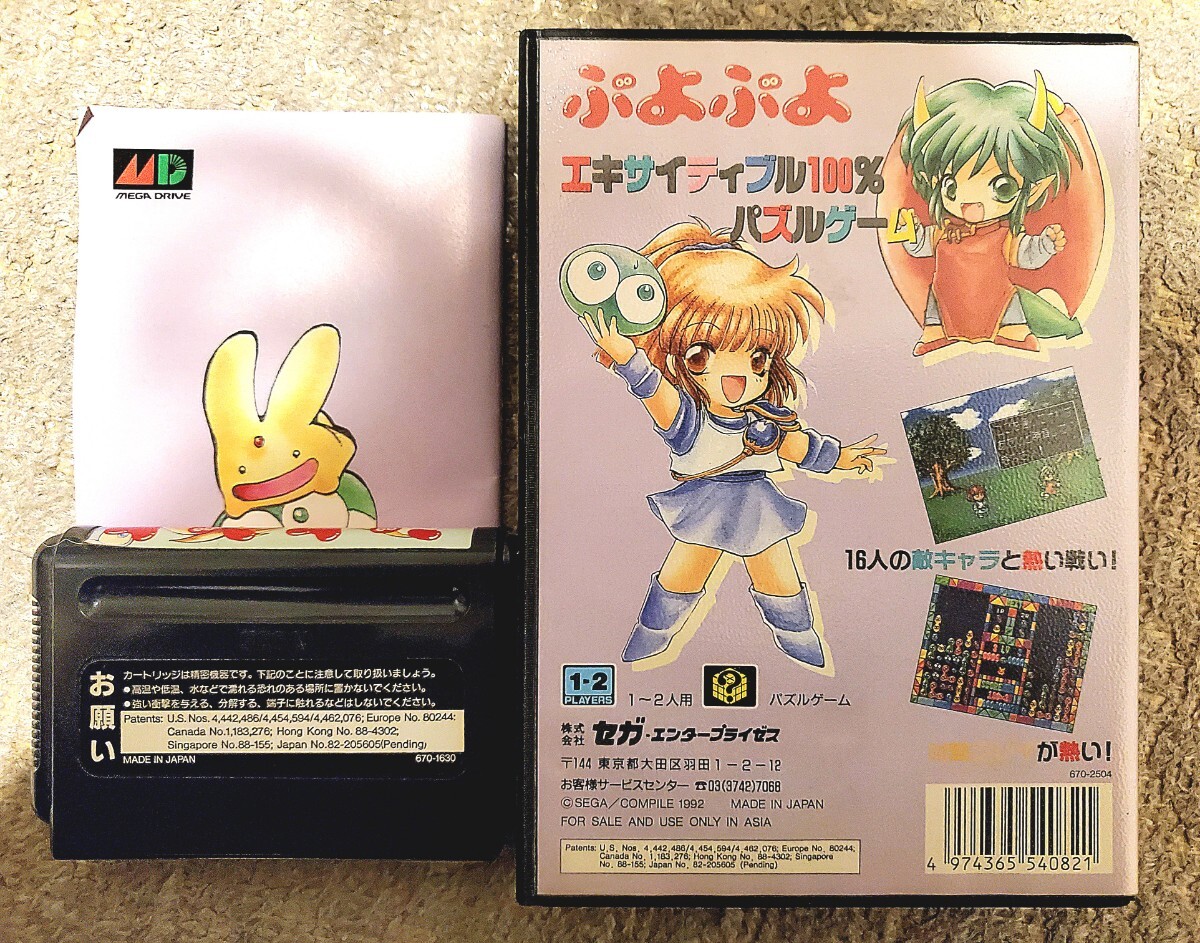 MD
MEGA DRIVE
お願い
カートリッジは精密機器です。下記のことに注意して取り扱いましょう。
●高温や低温、水などで濡れる恐れのある場所に置かないでください。
●強い衝撃を与える、分解する、端子に触れるなどはしないでください。
Patents: U.S. Nos. 4,442,486/4,454,594/4,462,076; Europe No. 80244;
Canada No.1,183,276; Hong Kong No. 88-4302;
Singapore No.88-155; Japan No.82-205605(Pending)
MADE IN JAPAN 670-1630
ぷよぷよ
エキサイティブル100%
パズルゲーム
16人の敵キャラと熱い戦い!
が熱い!
670-2504
1-2
PLAYERS
1〜2人用
パズルゲーム
株式会社 セガ・エンタープライゼス
〒144 東京都大田区羽田1-2-12
お客様サービスセンター ☎03(3742)7068
©SEGA/COMPILE 1992 MADE IN JAPAN
FOR SALE AND USE ONLY IN ASIA
Patents: U.S. Nos. 4,442,486/4,454,594/4,462,076; Europe No. 80244;
Canada No. 1,183,276; Hong Kong No. 88-4302; Singapore
No. 88-155; Japan No. 82-205605 (Pending)
4 974365 540821